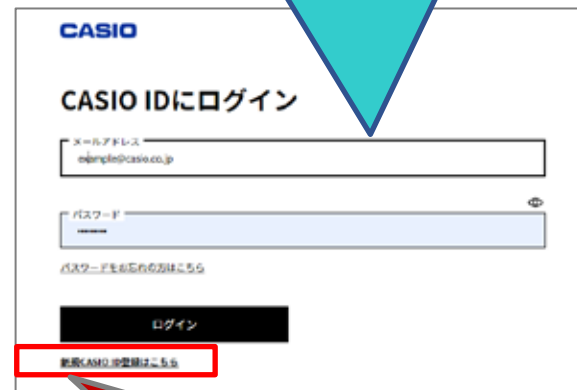 CASIO
CASIO IDにログイン
メールアドレス
example@casio.co.jp
パスワード
パスワードをお忘れの方はこちら
ログイン
新規CASIO ID登録はこちら